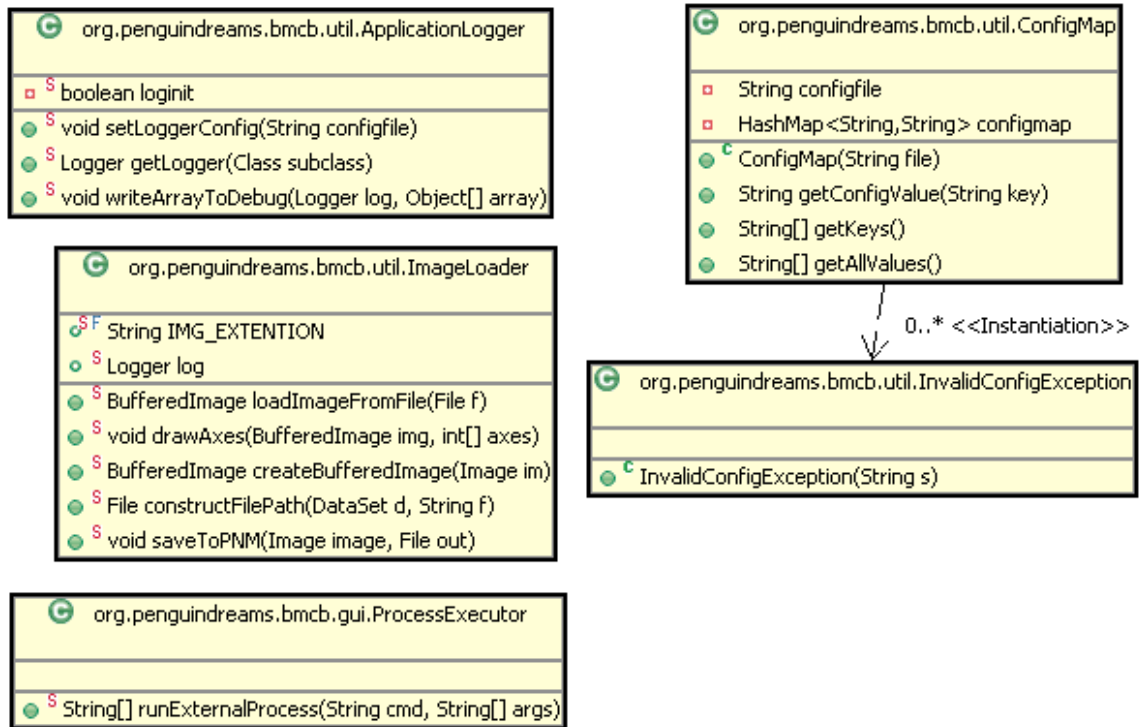 C org.penguindreams.bmcb.util.ApplicationLogger
S boolean loginit
S void setLoggerConfig(String configfile)
S Logger getLogger(Class subclass)
S void writeArrayToDebug(Logger log, Object[] array)
C org.penguindreams.bmcb.util.ConfigMap
String configfile
HashMap<String,String> configmap
C ConfigMap(String file)
String getConfigValue(String key)
String[] getKeys()
String[] getAllValues()
0..* <<Instantiation>>
C org.penguindreams.bmcb.util.ImageLoader
S F String IMG_EXTENTION
S Logger log
S BufferedImage loadImageFromFile(File f)
S void drawAxes(BufferedImage img, int[] axes)
S BufferedImage createBufferedImage(Image im)
S File constructFilePath(DataSet d, String f)
S void saveToPNM(Image image, File out)
C org.penguindreams.bmcb.util.InvalidConfigException
C InvalidConfigException(String s)
C org.penguindreams.bmcb.gui.ProcessExecutor
S String[] runExternalProcess(String cmd, String[] args)